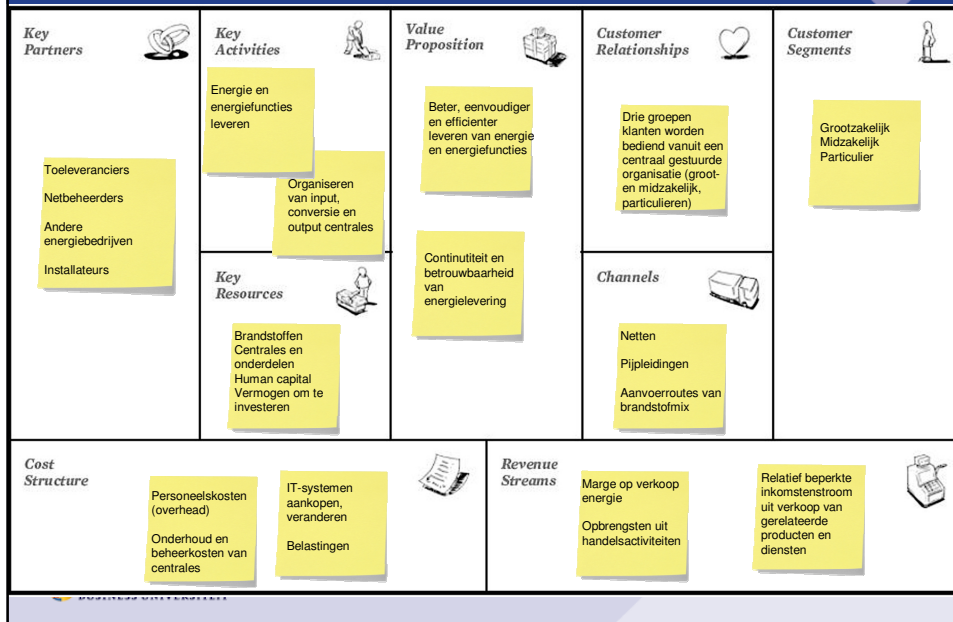 Key
Partners
Toeleveranciers
Netbeheerders
Andere
energiebedrijven
Installateurs
Key
Activities
Energie en
energiefuncties
leveren
Organiseren
van input,
conversie en
output centrales
Key
Resources
Brandstoffen
Centrales en
onderdelen
Human capital
Vermogen om te
investeren
Value
Proposition
Beter, eenvoudiger
en efficienter
leveren van energie
en energiefuncties
Continutiteit en
betrouwbaarheid
van
energielevering
Customer
Relationships
Drie groepen
klanten worden
bediend vanuit een
centraal gestuurde
organisatie (groot-
en midzakelijk,
particulieren)
Channels
Netten
Pijpleidingen
Aanvoerroutes van
brandstofmix
Customer
Segments
Grootzakelijk
Midzakelijk
Particulier
Cost
Structure
Personeelskosten
(overhead)
Onderhoud en
beheerkosten van
centrales
IT-systemen
aankopen,
veranderen
Belastingen
Revenue
Streams
Marge op verkoop
energie
Opbrengsten uit
handelsactiviteiten
Relatief beperkte
inkomstenstroom
uit verkoop van
gerelateerde
producten en
diensten
BUSINESS UNIVERSITEIT